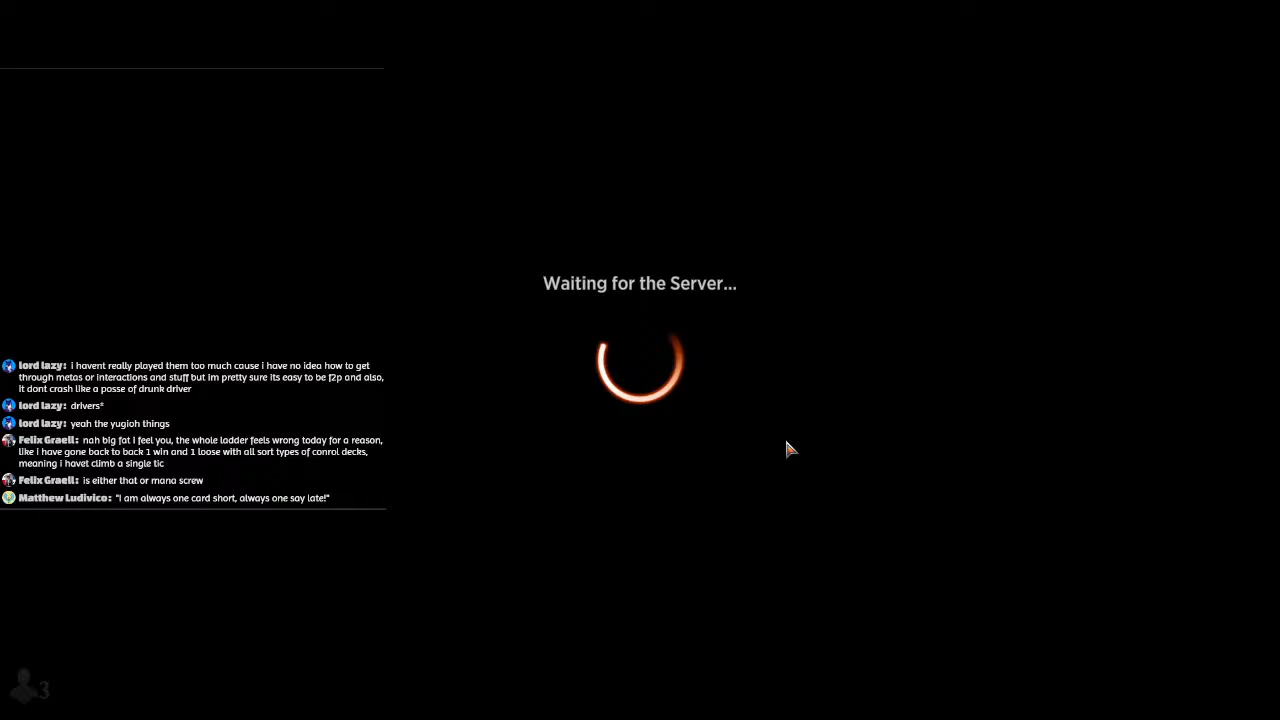 Waiting for the Server...
lord lazy: i havent really played them too much cause i have no idea how to get
through metas or interactions and stuff but im pretty sure its easy to be f2p and also,
it dont crash like a posse of drunk driver
lord lazy: drivers*
lord lazy: yeah the yugioh things
Felix Graell: nah big fat i feel you, the whole ladder feels wrong today for a reason,
like i have gone back to back 1 win and 1 loose with all sort types of conrol decks,
meaning i havet climb a single tic
Felix Graell: is either that or mana screw
Matthew Ludivico: "I am always one card short, always one say late!"
3